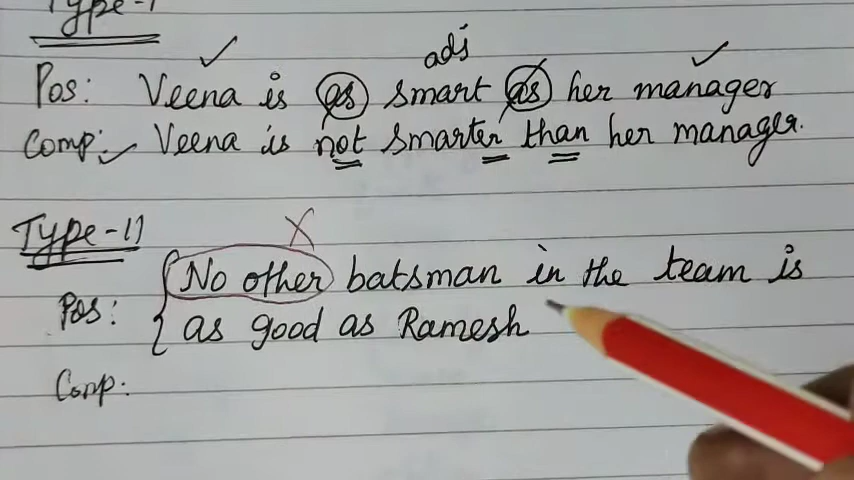 Type-I
adj
Pos: Veena is as smart as her manager
Comp: Veena is not smarter than her manager.
Type-II
No other batsman in the team is
Pos: as good as Ramesh
Comp: